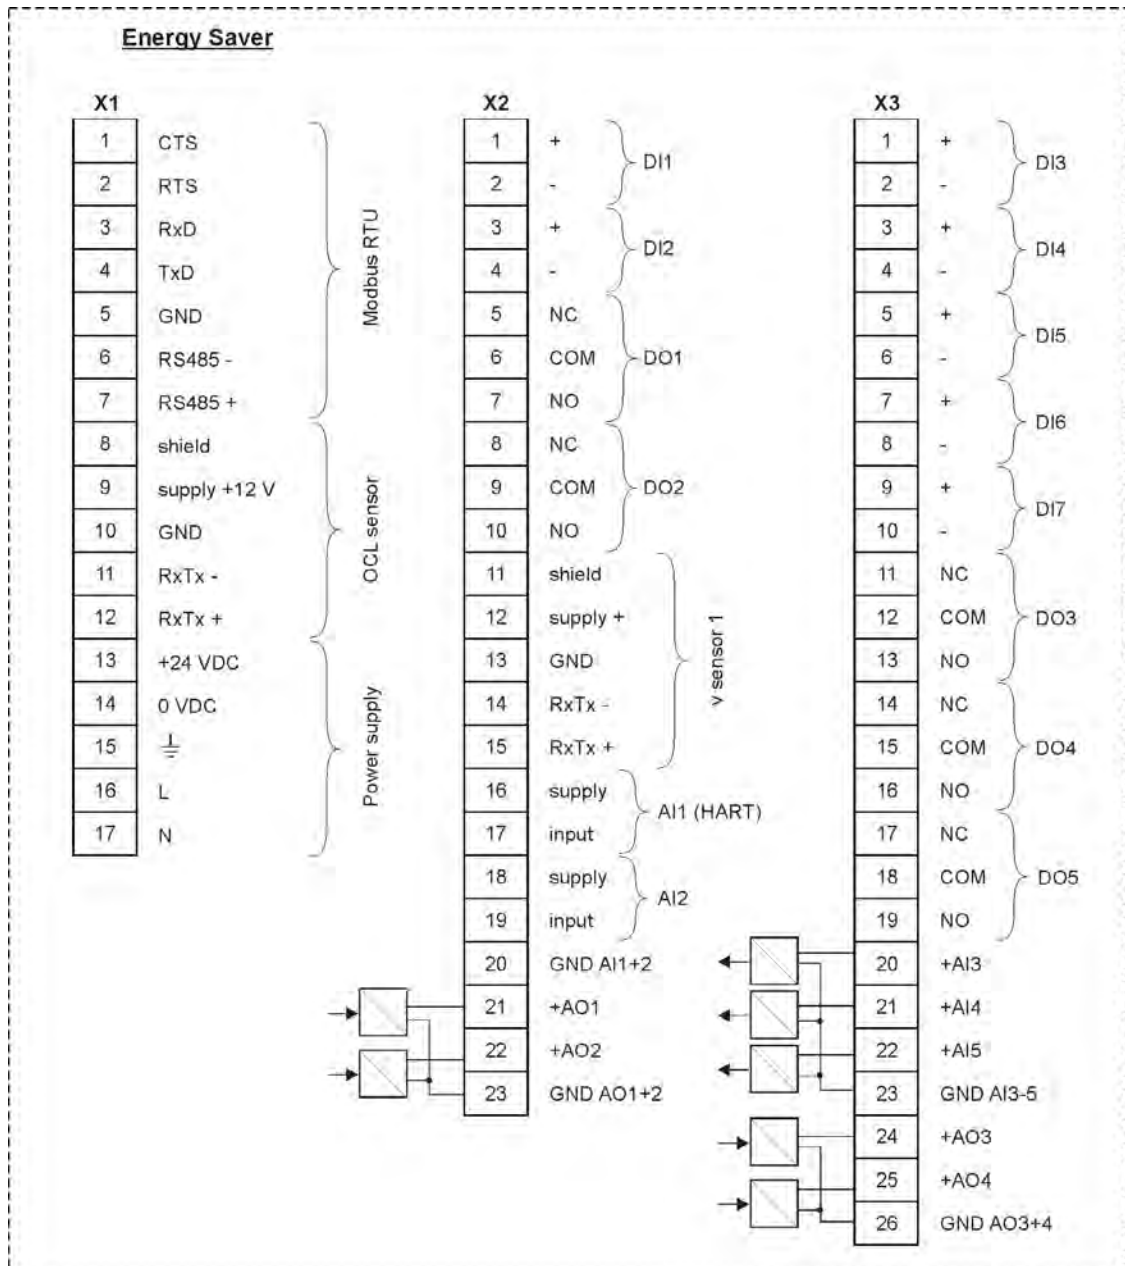 Energy Saver
X1
1 CTS
2 RTS
3 RxD
4 TxD
5 GND
6 RS485 -
7 RS485 +
Modbus RTU
8 shield
9 supply +12 V
10 GND
11 RxTx -
12 RxTx +
OCL sensor
13 +24 VDC
14 0 VDC
15
16 L
17 N
Power supply
X2
1 +
2 -
DI1
3 +
4 -
DI2
5 NC
6 COM
7 NO
DO1
8 NC
9 COM
10 NO
DO2
11 shield
12 supply +
13 GND
14 RxTx -
15 RxTx +
v sensor 1
16 supply
17 input
AI1 (HART)
18 supply
19 input
AI2
20 GND AI1+2
21 +AO1
22 +AO2
23 GND AO1+2
X3
1 +
2 -
DI3
3 +
4 -
DI4
5 +
6 -
DI5
7 +
8 -
DI6
9 +
10 -
DI7
11 NC
12 COM
13 NO
DO3
14 NC
15 COM
16 NO
DO4
17 NC
18 COM
19 NO
DO5
20 +AI3
21 +AI4
22 +AI5
23 GND AI3-5
24 +AO3
25 +AO4
26 GND AO3+4